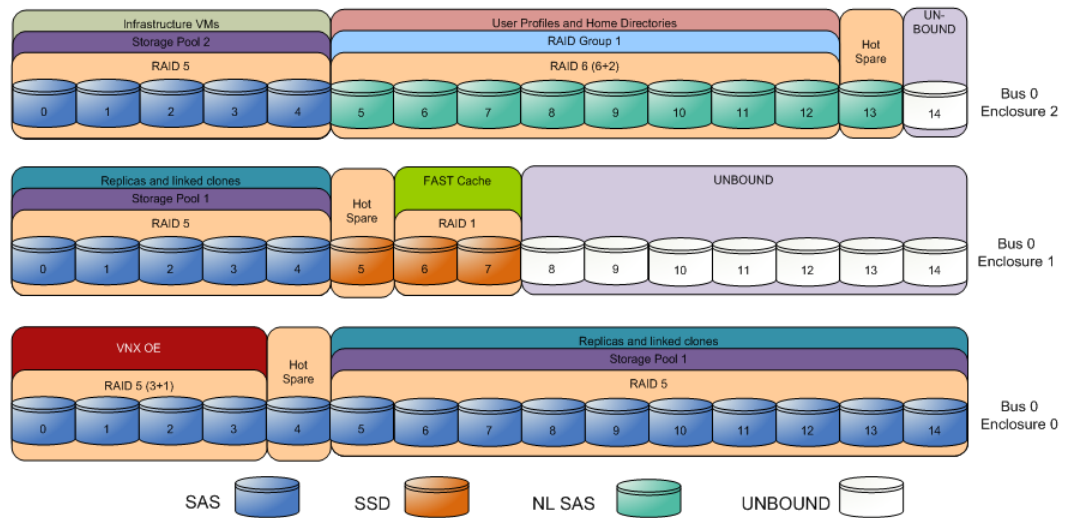 Infrastructure VMs
Storage Pool 2
RAID 5
User Profiles and Home Directories
RAID Group 1
RAID 6 (6+2)
Hot
Spare
UN-
BOUND
0 1 2 3 4 5 6 7 8 9 10 11 12 13 14
Bus 0
Enclosure 2
Replicas and linked clones
Storage Pool 1
RAID 5
Hot
Spare
FAST Cache
RAID 1
UNBOUND
0 1 2 3 4 5 6 7 8 9 10 11 12 13 14
Bus 0
Enclosure 1
VNX OE
RAID 5 (3+1)
Hot
Spare
Replicas and linked clones
Storage Pool 1
RAID 5
0 1 2 3 4 5 6 7 8 9 10 11 12 13 14
Bus 0
Enclosure 0
SAS SSD NL SAS UNBOUND